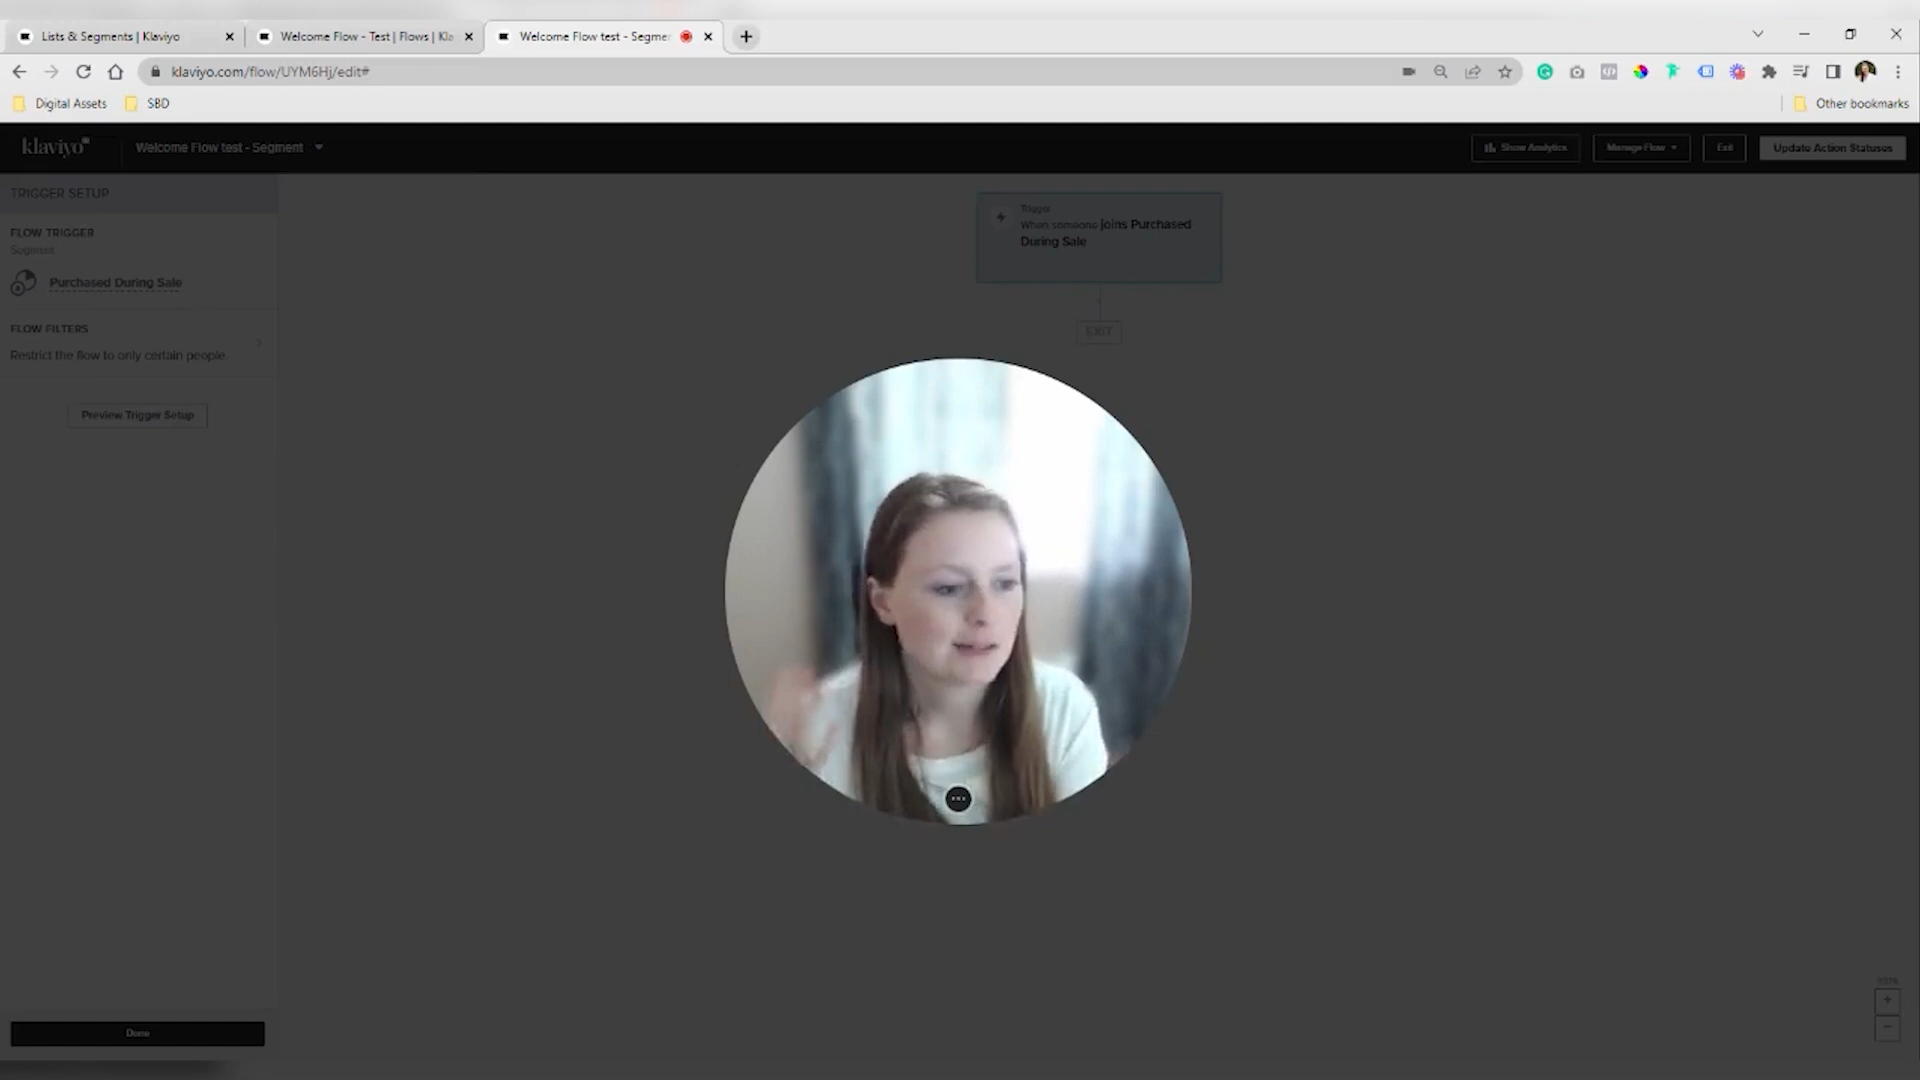 Lists & Segments | Klaviyo
Welcome Flow - Test | Flows | Kla
Welcome Flow test - Segmen
klaviyo.com/flow/UYM6Hj/edit#
Digital Assets
SBD
Other bookmarks
klaviyo
Welcome Flow test - Segment
Show Analytics
Manage Flow
Exit
Update Action Statuses
TRIGGER SETUP
FLOW TRIGGER
Segment
Purchased During Sale
FLOW FILTERS
Restrict the flow to only certain people.
Preview Trigger Setup
Trigger
When someone joins Purchased
During Sale
EXIT
Done